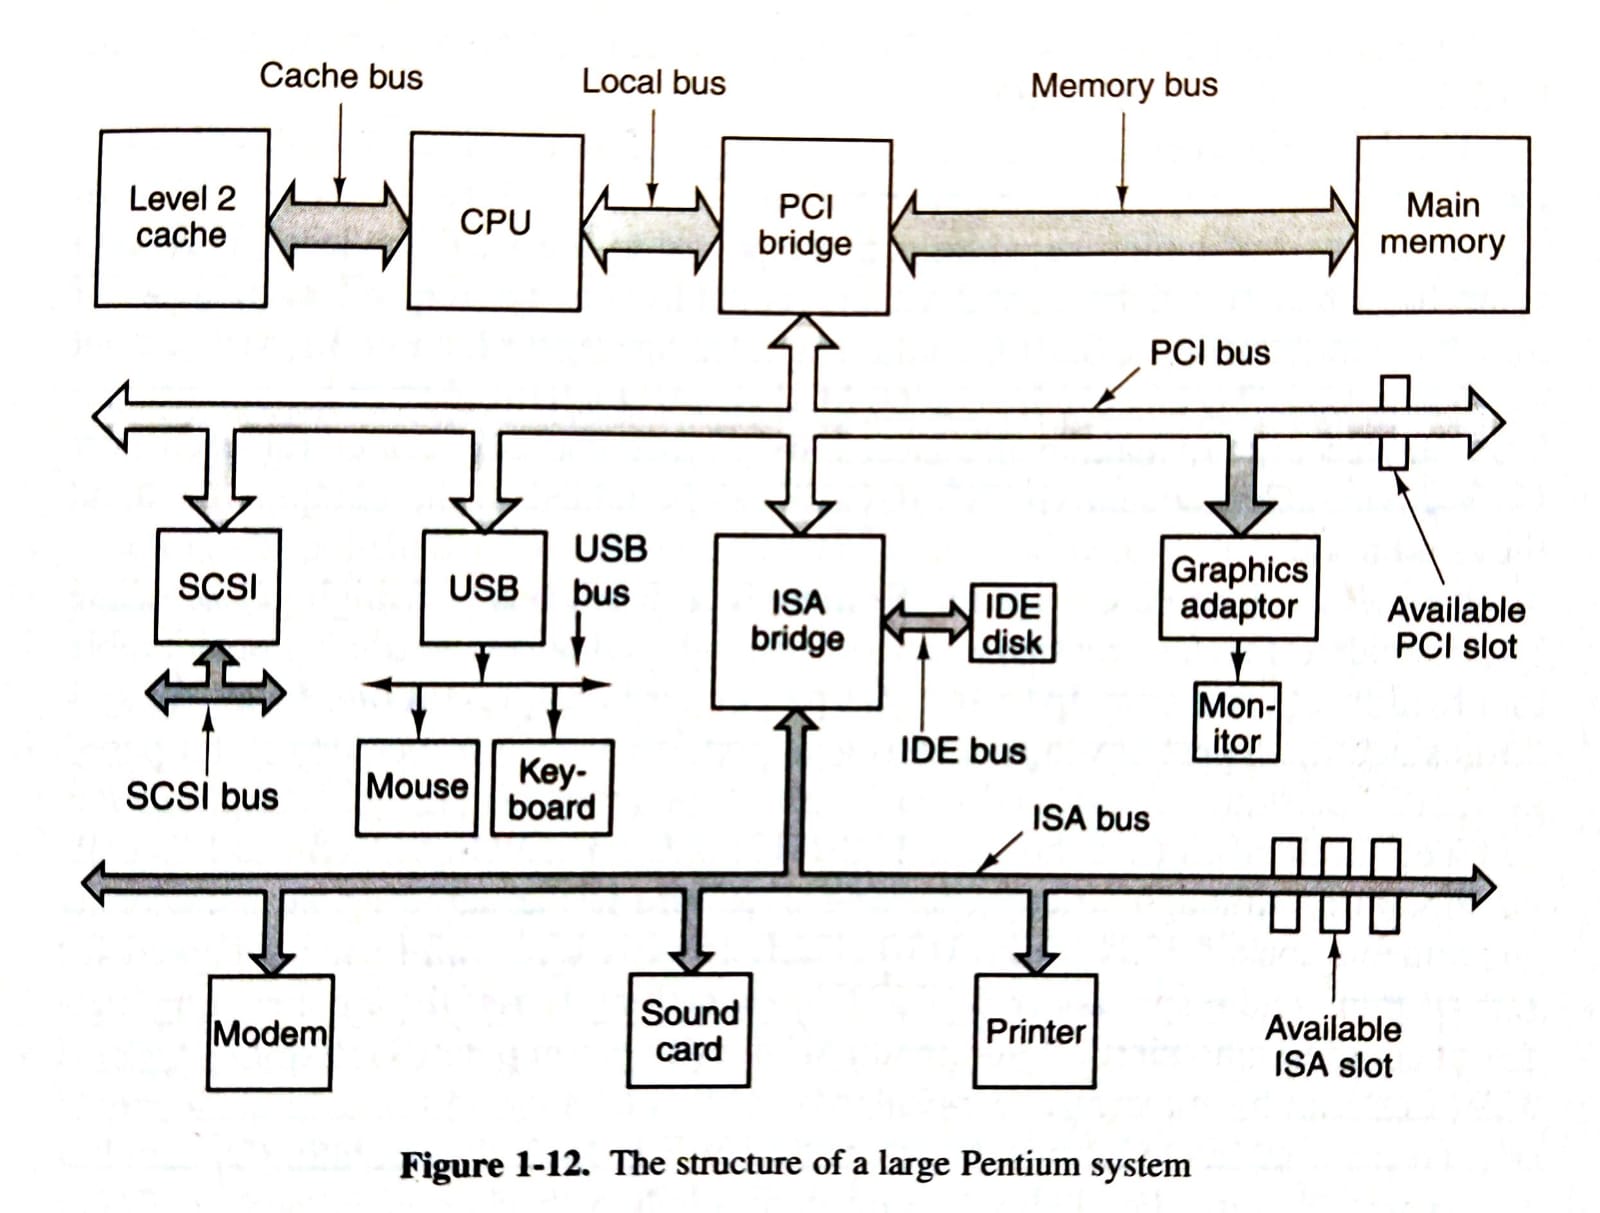 Cache bus
Local bus
Memory bus
Level 2
cache
CPU
PCI
bridge
Main
memory
PCI bus
SCSI
USB
USB
bus
ISA
bridge
IDE
disk
Graphics
adaptor
Available
PCI slot
Mon-
itor
IDE bus
SCSI bus
Mouse
Key-
board
ISA bus
Modem
Sound
card
Printer
Available
ISA slot
Figure 1-12. The structure of a large Pentium system